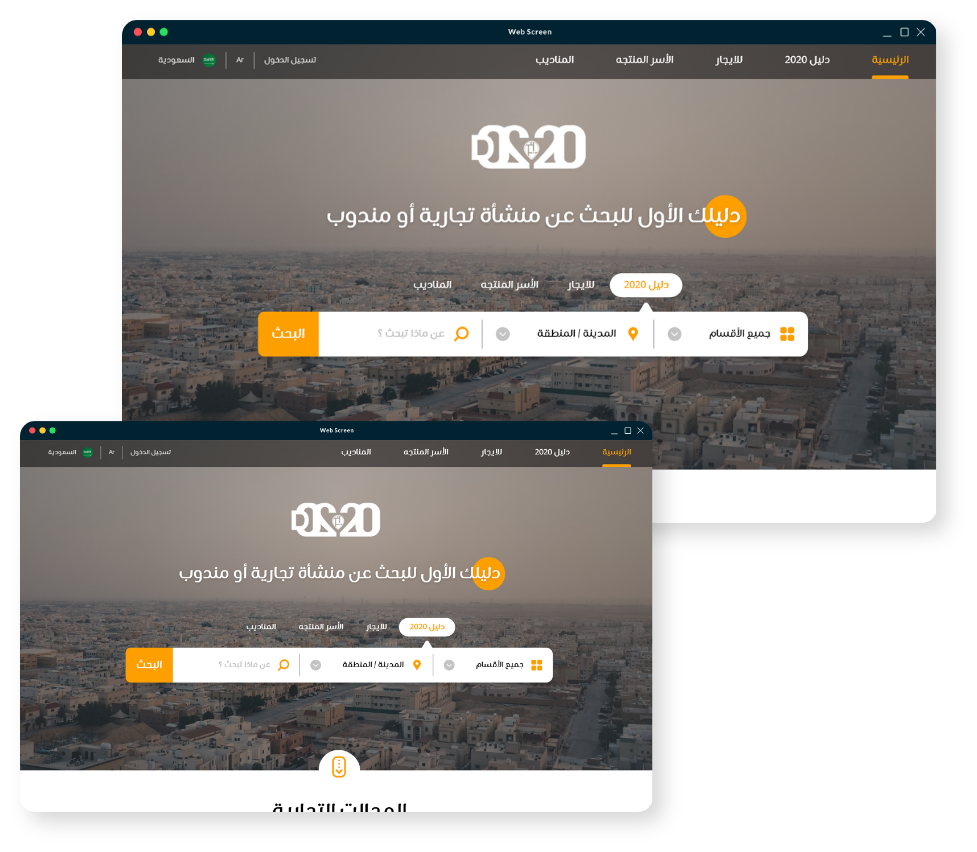 Web Screen
الرئيسية دليل 2020 للايجار الأسر المنتجه المناديب تسجيل الدخول Ar السعودية
دليلك الأول للبحث عن منشأة تجارية أو مندوب
دليل 2020 للايجار الأسر المنتجه المناديب
جميع الأقسام المدينة / المنطقة عن ماذا تبحث ؟ البحث
Web Screen
الرئيسية دليل 2020 للايجار الأسر المنتجه المناديب تسجيل الدخول Ar السعودية
دليلك الأول للبحث عن منشأة تجارية أو مندوب
دليل 2020 للايجار الأسر المنتجه المناديب
جميع الأقسام المدينة / المنطقة عن ماذا تبحث ؟ البحث